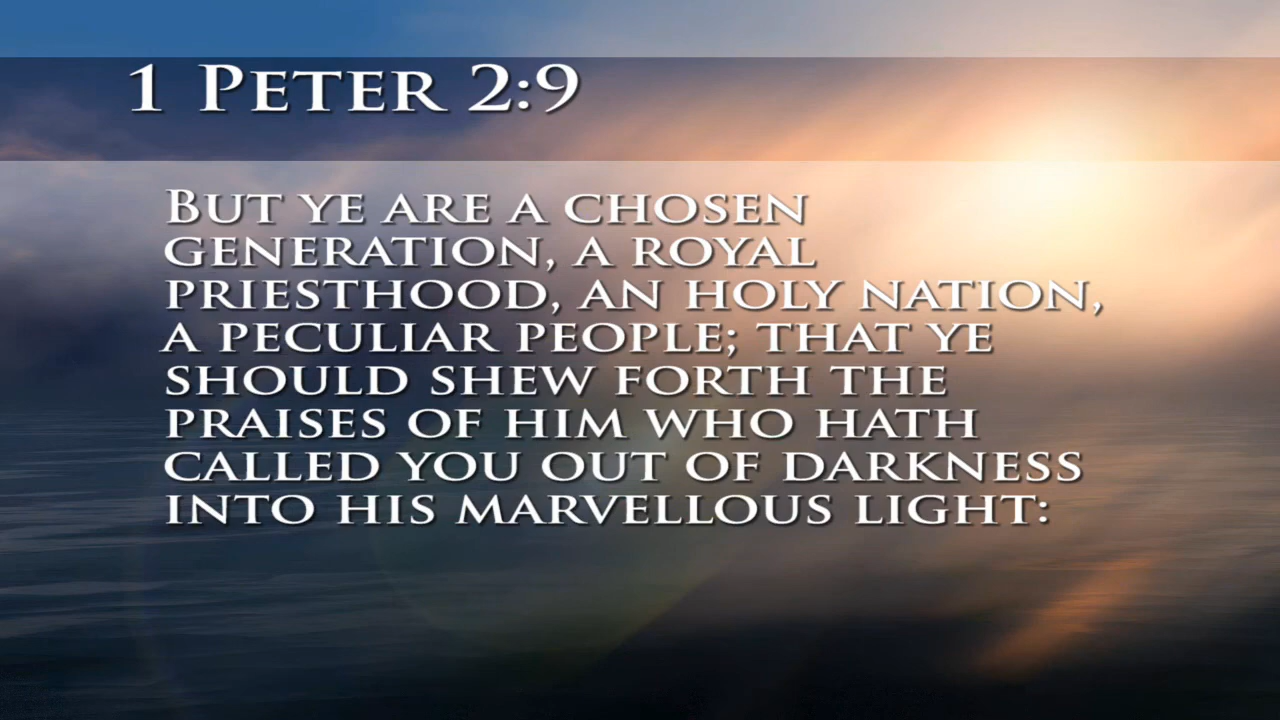 1 Peter 2:9
But ye are a chosen
generation, a royal
priesthood, an holy nation,
a peculiar people; that ye
should shew forth the
praises of him who hath
called you out of darkness
into his marvellous light: